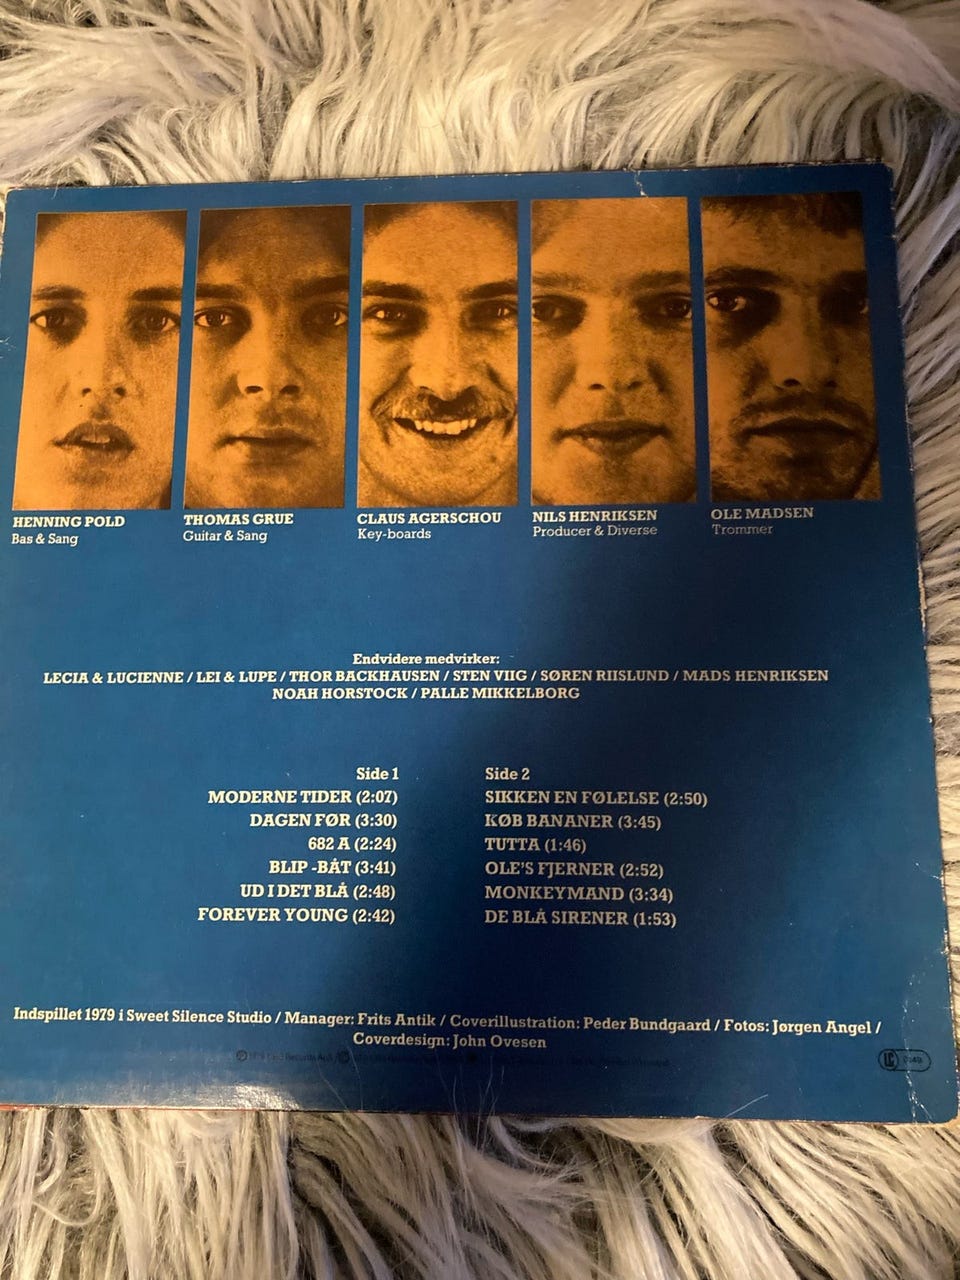 HENNING POLD
Bas & Sang
THOMAS GRUE
Guitar & Sang
CLAUS AGERSCHOU
Key-boards
NILS HENRIKSEN
Producer & Diverse
OLE MADSEN
Trommer
Endvidere medvirker:
LECIA & LUCIENNE / LEI & LUPE / THOR BACKHAUSEN / STEN VIIG / SØREN RIISLUND / MADS HENRIKSEN
NOAH HORSTOCK / PALLE MIKKELBORG
Side 1
MODERNE TIDER (2:07)
DAGEN FØR (3:30)
682 A (2:24)
BLIP -BÅT (3:41)
UD I DET BLÅ (2:48)
FOREVER YOUNG (2:42)
Side 2
SIKKEN EN FØLELSE (2:50)
KØB BANANER (3:45)
TUTTA (1:46)
OLE'S FJERNER (2:52)
MONKEYMAND (3:34)
DE BLÅ SIRENER (1:53)
Indspillet 1979 i Sweet Silence Studio / Manager: Frits Antik / Coverillustration: Peder Bundgaard / Fotos: Jørgen Angel /
Coverdesign: John Ovesen
LC